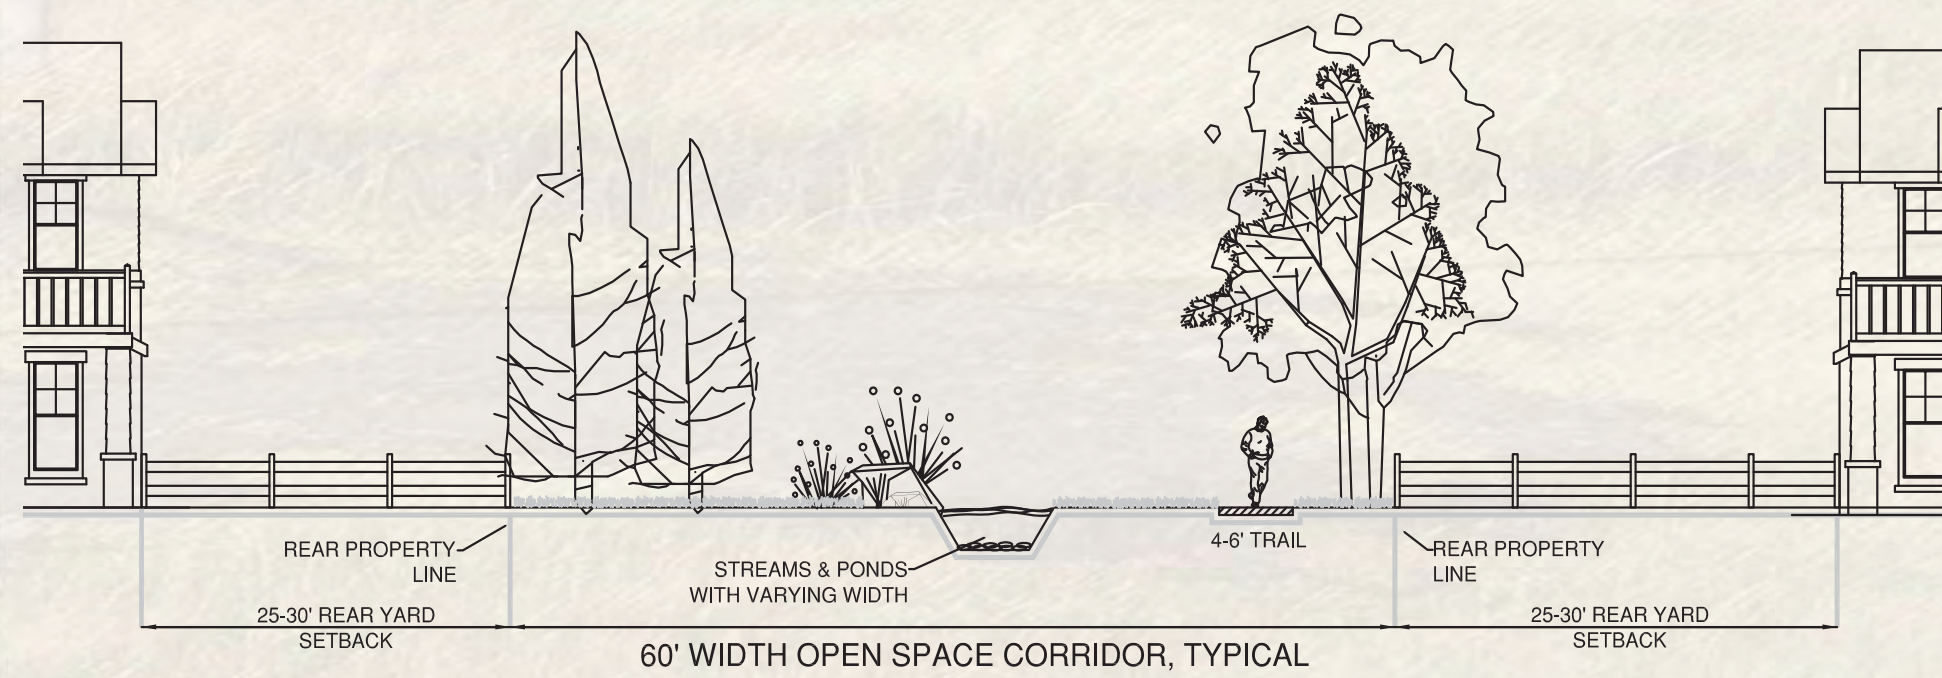 REAR PROPERTY
LINE
STREAMS & PONDS
WITH VARYING WIDTH
4-6' TRAIL
REAR PROPERTY
LINE
25-30' REAR YARD
SETBACK
60' WIDTH OPEN SPACE CORRIDOR, TYPICAL
25-30' REAR YARD
SETBACK